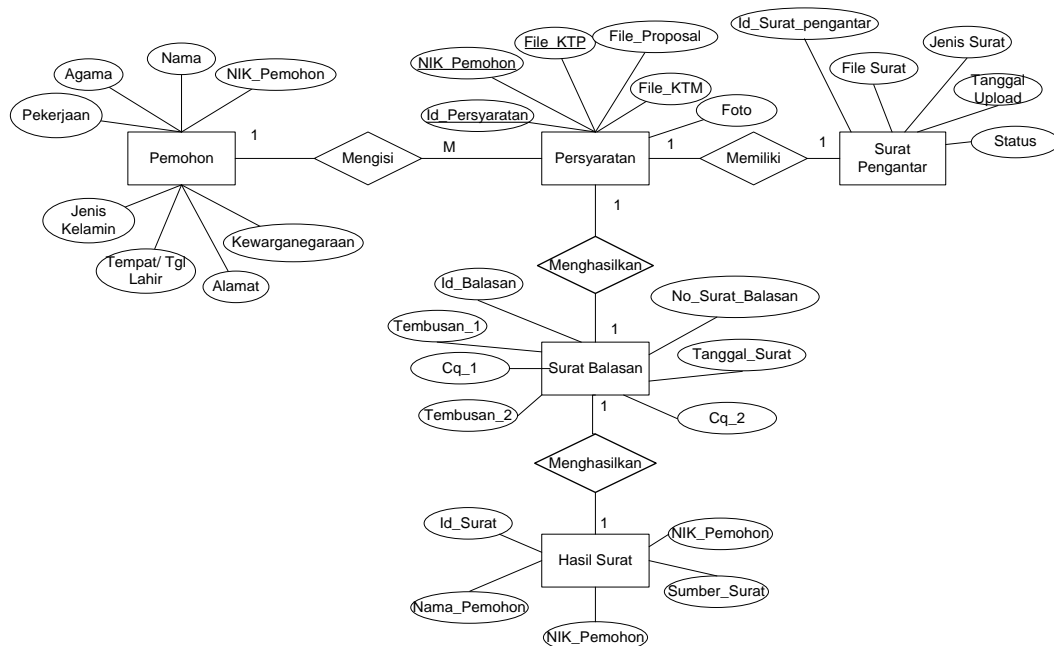 Id_Surat_pengantar
Nama
File_KTP
File_Proposal
Jenis Surat
Agama
NIK_Pemohon
NIK_Pemohon
File Surat
Pekerjaan
File_KTM
Tanggal
Upload
Id_Persyaratan
Foto
Status
Pemohon
1
Mengisi
M
Persyaratan
1
Memiliki
1
Surat
Pengantar
Jenis
Kelamin
1
Kewarganegaraan
Tempat/ Tgl
Lahir
Alamat
Menghasilkan
Id_Balasan
No_Surat_Balasan
Tembusan_1
1
Tanggal_Surat
Cq_1
Surat Balasan
Tembusan_2
1
Cq_2
Menghasilkan
Id_Surat
1
NIK_Pemohon
Hasil Surat
Nama_Pemohon
Sumber_Surat
NIK_Pemohon